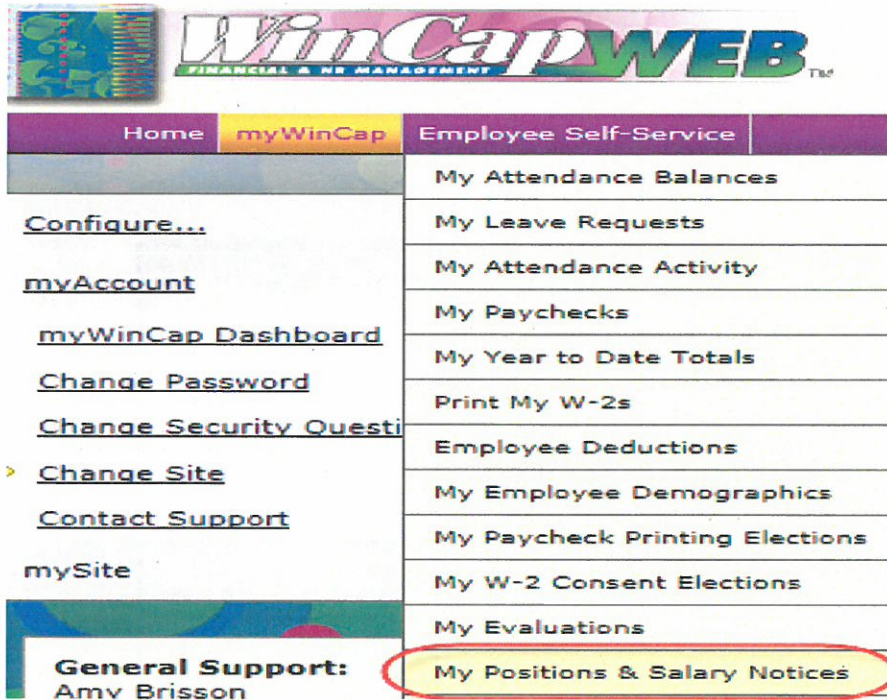 WinCapWEB™
FINANCIAL & HR MANAGEMENT
Home myWinCap Employee Self-Service
Configure...
myAccount
myWinCap Dashboard
Change Password
Change Security Questi
Change Site
Contact Support
mySite
General Support:
Amy Brisson
My Attendance Balances
My Leave Requests
My Attendance Activity
My Paychecks
My Year to Date Totals
Print My W-2s
Employee Deductions
My Employee Demographics
My Paycheck Printing Elections
My W-2 Consent Elections
My Evaluations
My Positions & Salary Notices